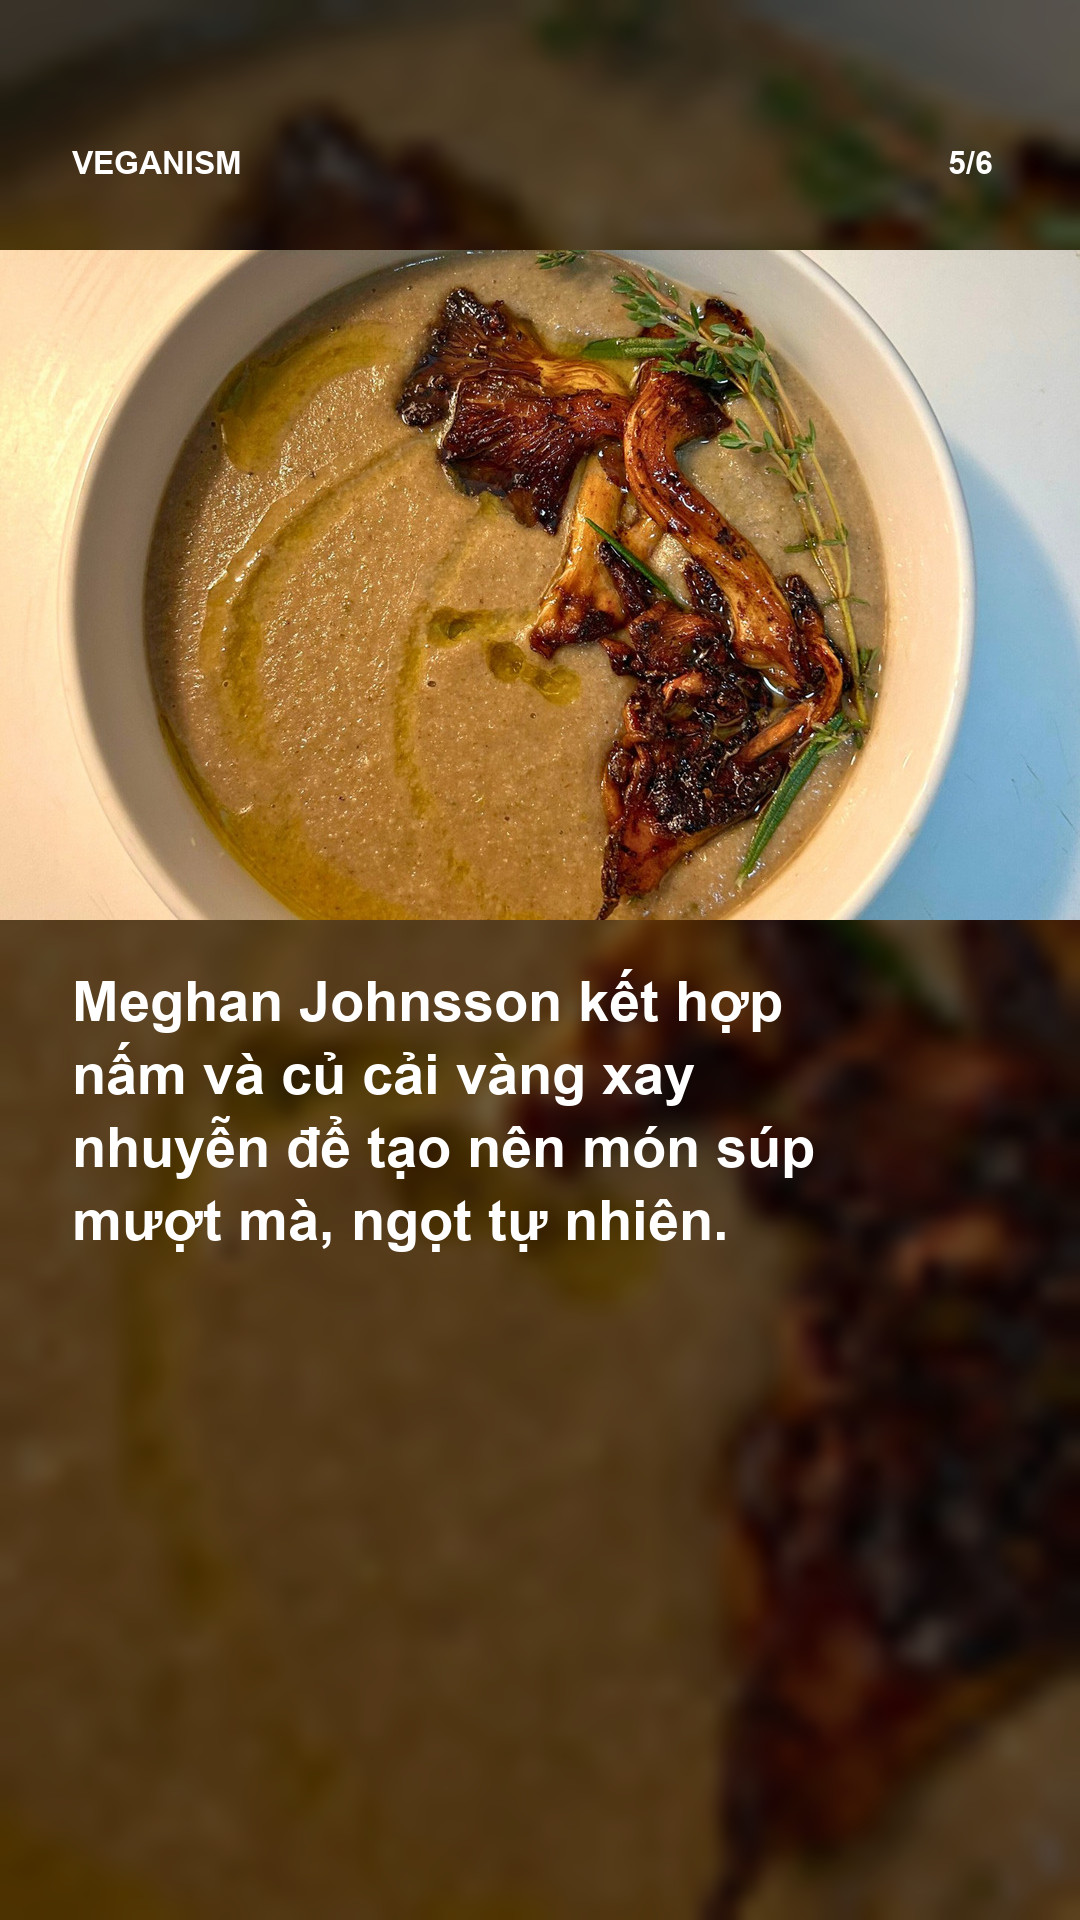 VEGANISM
5/6
Meghan Johnsson kết hợp
nấm và củ cải vàng xay
nhuyễn để tạo nên món súp
mượt mà, ngọt tự nhiên.